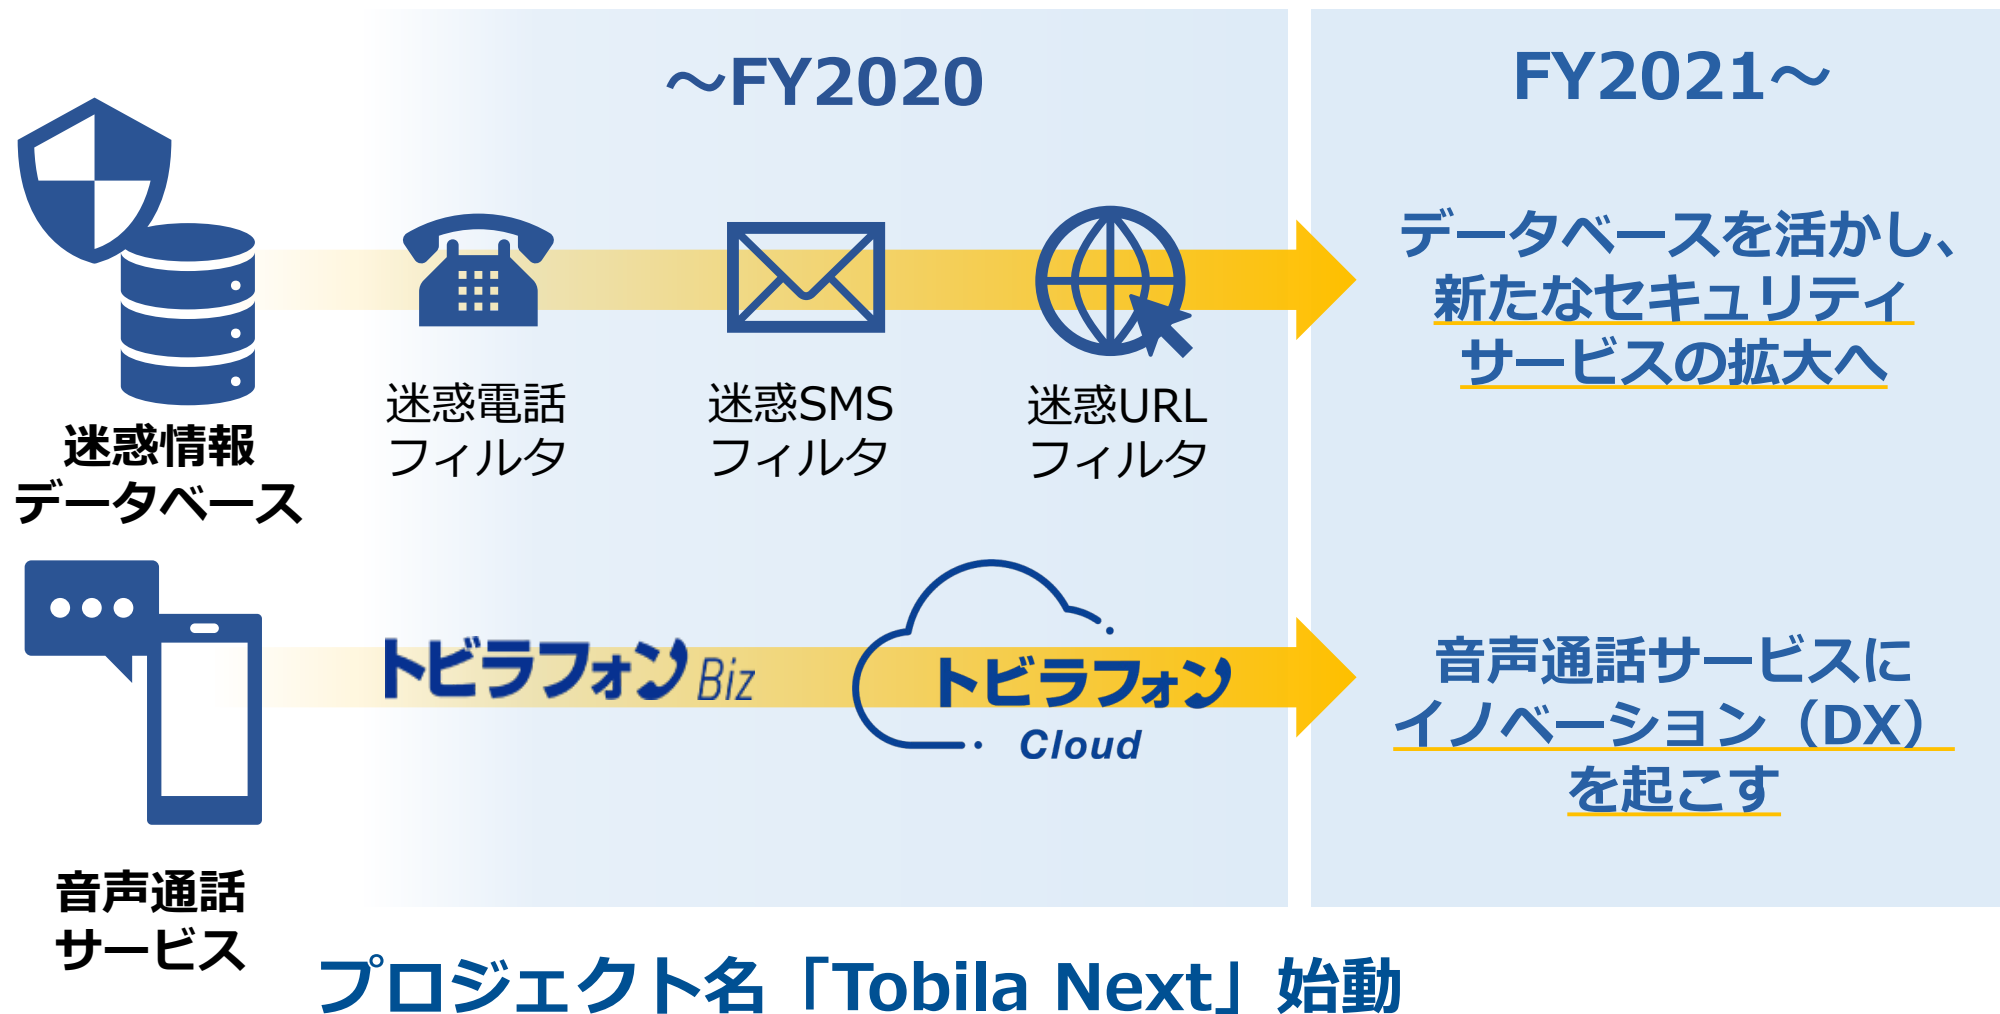 ～FY2020
FY2021～
迷惑情報
データベース
迷惑電話
フィルタ
迷惑SMS
フィルタ
迷惑URL
フィルタ
データベースを活かし、
新たなセキュリティ
サービスの拡大へ
音声通話
サービス
トビラフォン Biz
トビラフォン
Cloud
音声通話サービスに
イノベーション（DX）
を起こす
プロジェクト名「Tobila Next」始動